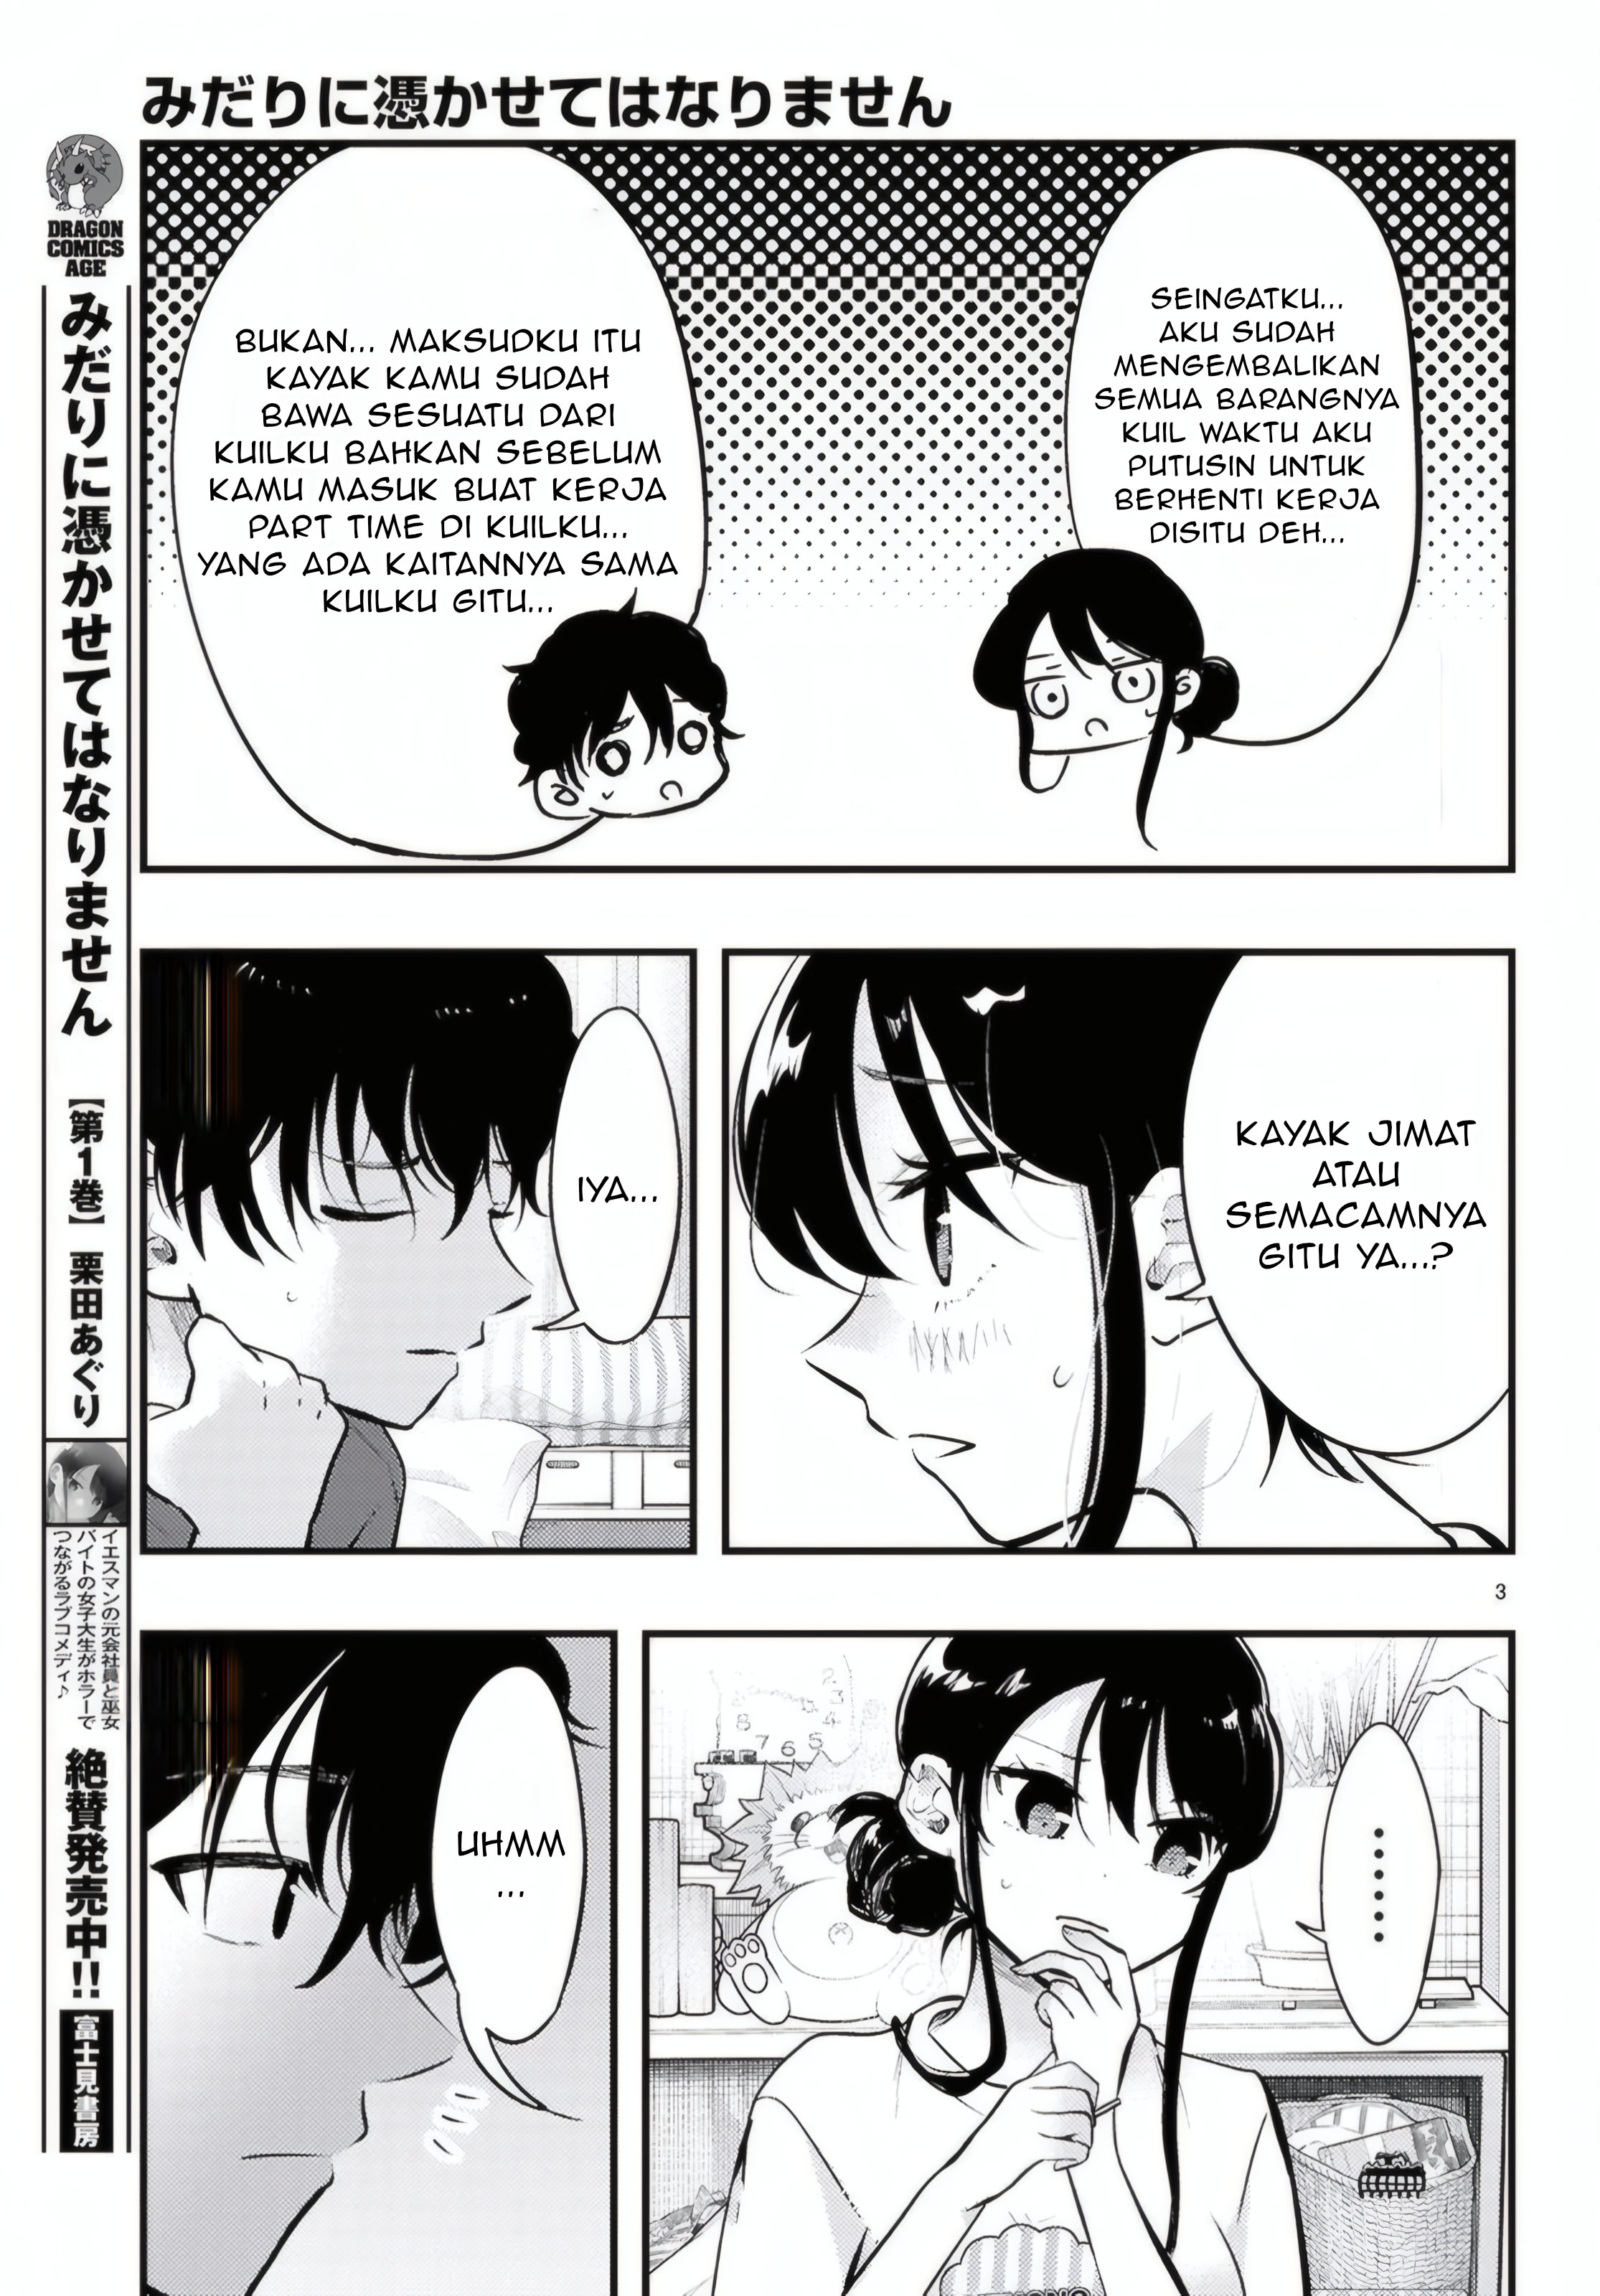 みだりに憑かせてはなりません
DRAGON
COMICS
AGE
みだりに憑かせてはなりません
【第1巻】
栗田あぐり
イエスマンの元会社員と巫女
バイトの女子大生がホラーで
つながるラブコメディ♪
絶賛発売中!!
富士見書房
SEINGATKU...
AKU SUDAH
MENGEMBALIKAN
SEMUA BARANGNYA
KUIL WAKTU AKU
PUTUSIN UNTUK
BERHENTI KERJA
DISITU DEH...
BUKAN... MAKSUDKU ITU
KAYAK KAMU SUDAH
BAWA SESUATU DARI
KUILKU BAHKAN SEBELUM
KAMU MASUK BUAT KERJA
PART TIME DI KUILKU...
YANG ADA KAITANNYA SAMA
KUILKU GITU...
KAYAK JIMAT
ATAU
SEMACAMNYA
GITU YA...?
IYA...
3
2
3
4
5
6
7
8
......
UHMM
...